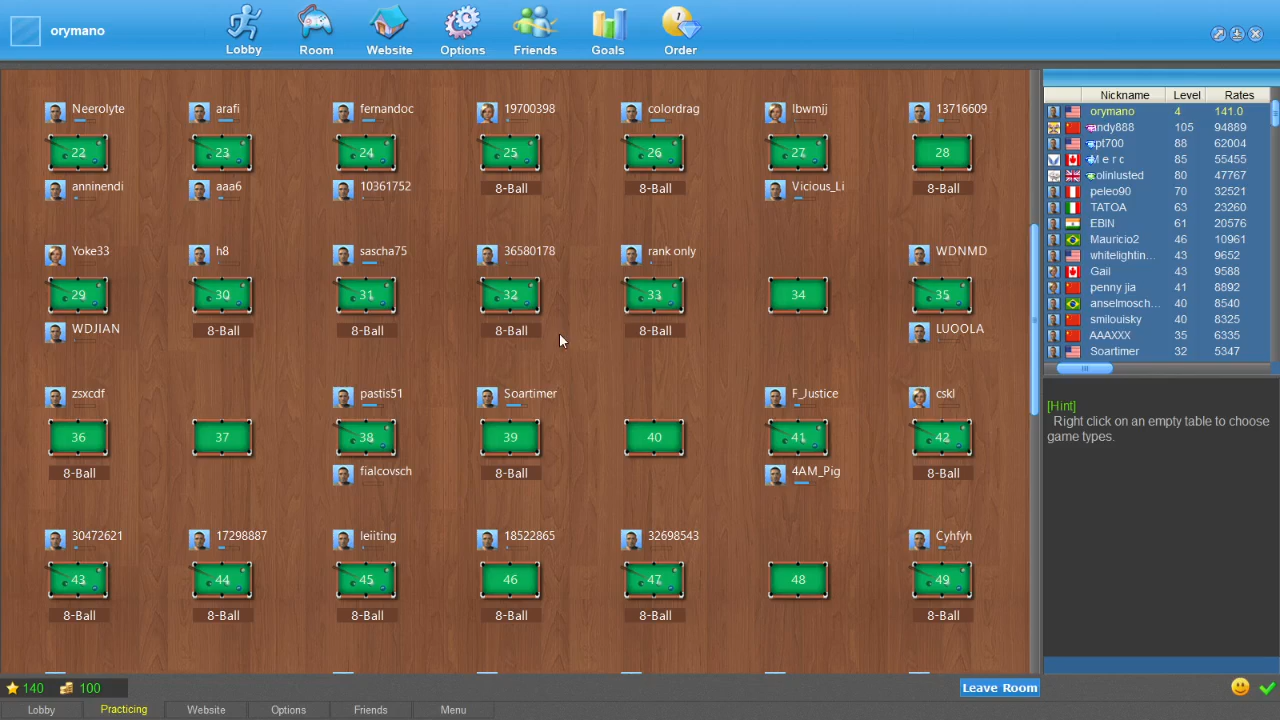 orymano
Lobby Room Website Options Friends Goals Order
Neerolyte arafi fernandoc 19700398 colordrag lbwmjj 13716609
22 23 24 25 26 27 28
anninendi aaa6 10361752 8-Ball 8-Ball Vicious_Li 8-Ball
Yoke33 h8 sascha75 36580178 rank only WDNMD
29 30 31 32 33 34 35
WDJIAN 8-Ball 8-Ball 8-Ball 8-Ball LUOOLA
zsxcdf pastis51 Soartimer F_Justice cskl
36 37 38 39 40 41 42
8-Ball fialcovsch 8-Ball 4AM_Pig 8-Ball
30472621 17298887 leiiting 18522865 32698543 Cyhfyh
43 44 45 46 47 48 49
8-Ball 8-Ball 8-Ball 8-Ball 8-Ball 8-Ball
Nickname Level Rates
orymano 4 141.0
andy888 105 94889
pt700 88 62004
M e r c 85 55455
olinlusted 80 47767
peleo90 70 32521
TATOA 63 23260
EBIN 61 20576
Mauricio2 46 10961
whitelightin... 43 9652
Gail 43 9588
penny jia 41 8892
anselmosch... 40 8540
smilouisky 40 8325
AAAXXX 35 6335
Soartimer 32 5347
[Hint]
Right click on an empty table to choose
game types.
140 100
Leave Room
Lobby Practicing Website Options Friends Menu